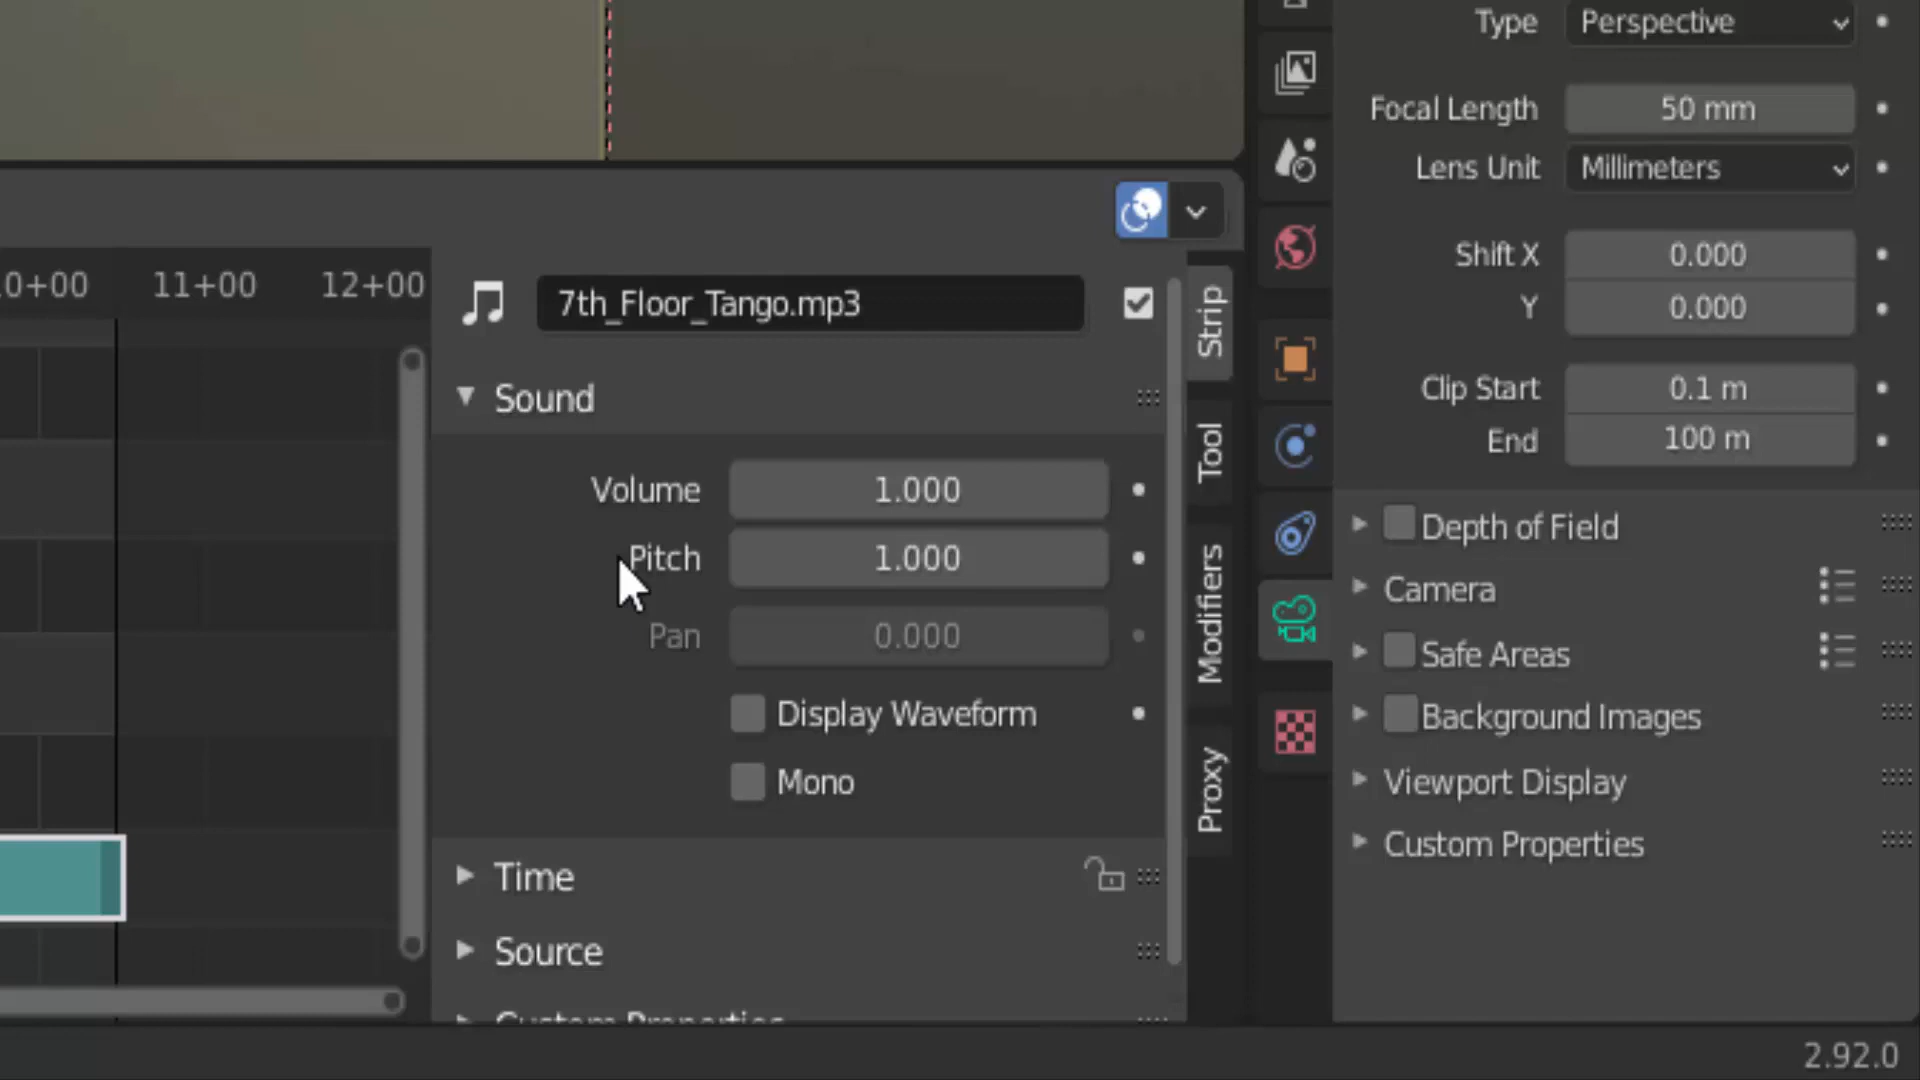 Type Perspective
Focal Length 50 mm
Lens Unit Millimeters
Shift X 0.000
Y 0.000
Clip Start 0.1 m
End 100 m
Depth of Field
Camera
Safe Areas
Background Images
Viewport Display
Custom Properties
0+00 11+00 12+00
7th_Floor_Tango.mp3
Sound
Volume 1.000
Pitch 1.000
Pan 0.000
Display Waveform
Mono
Time
Source
Custom Properties
Strip
Tool
Modifiers
Proxy
2.92.0